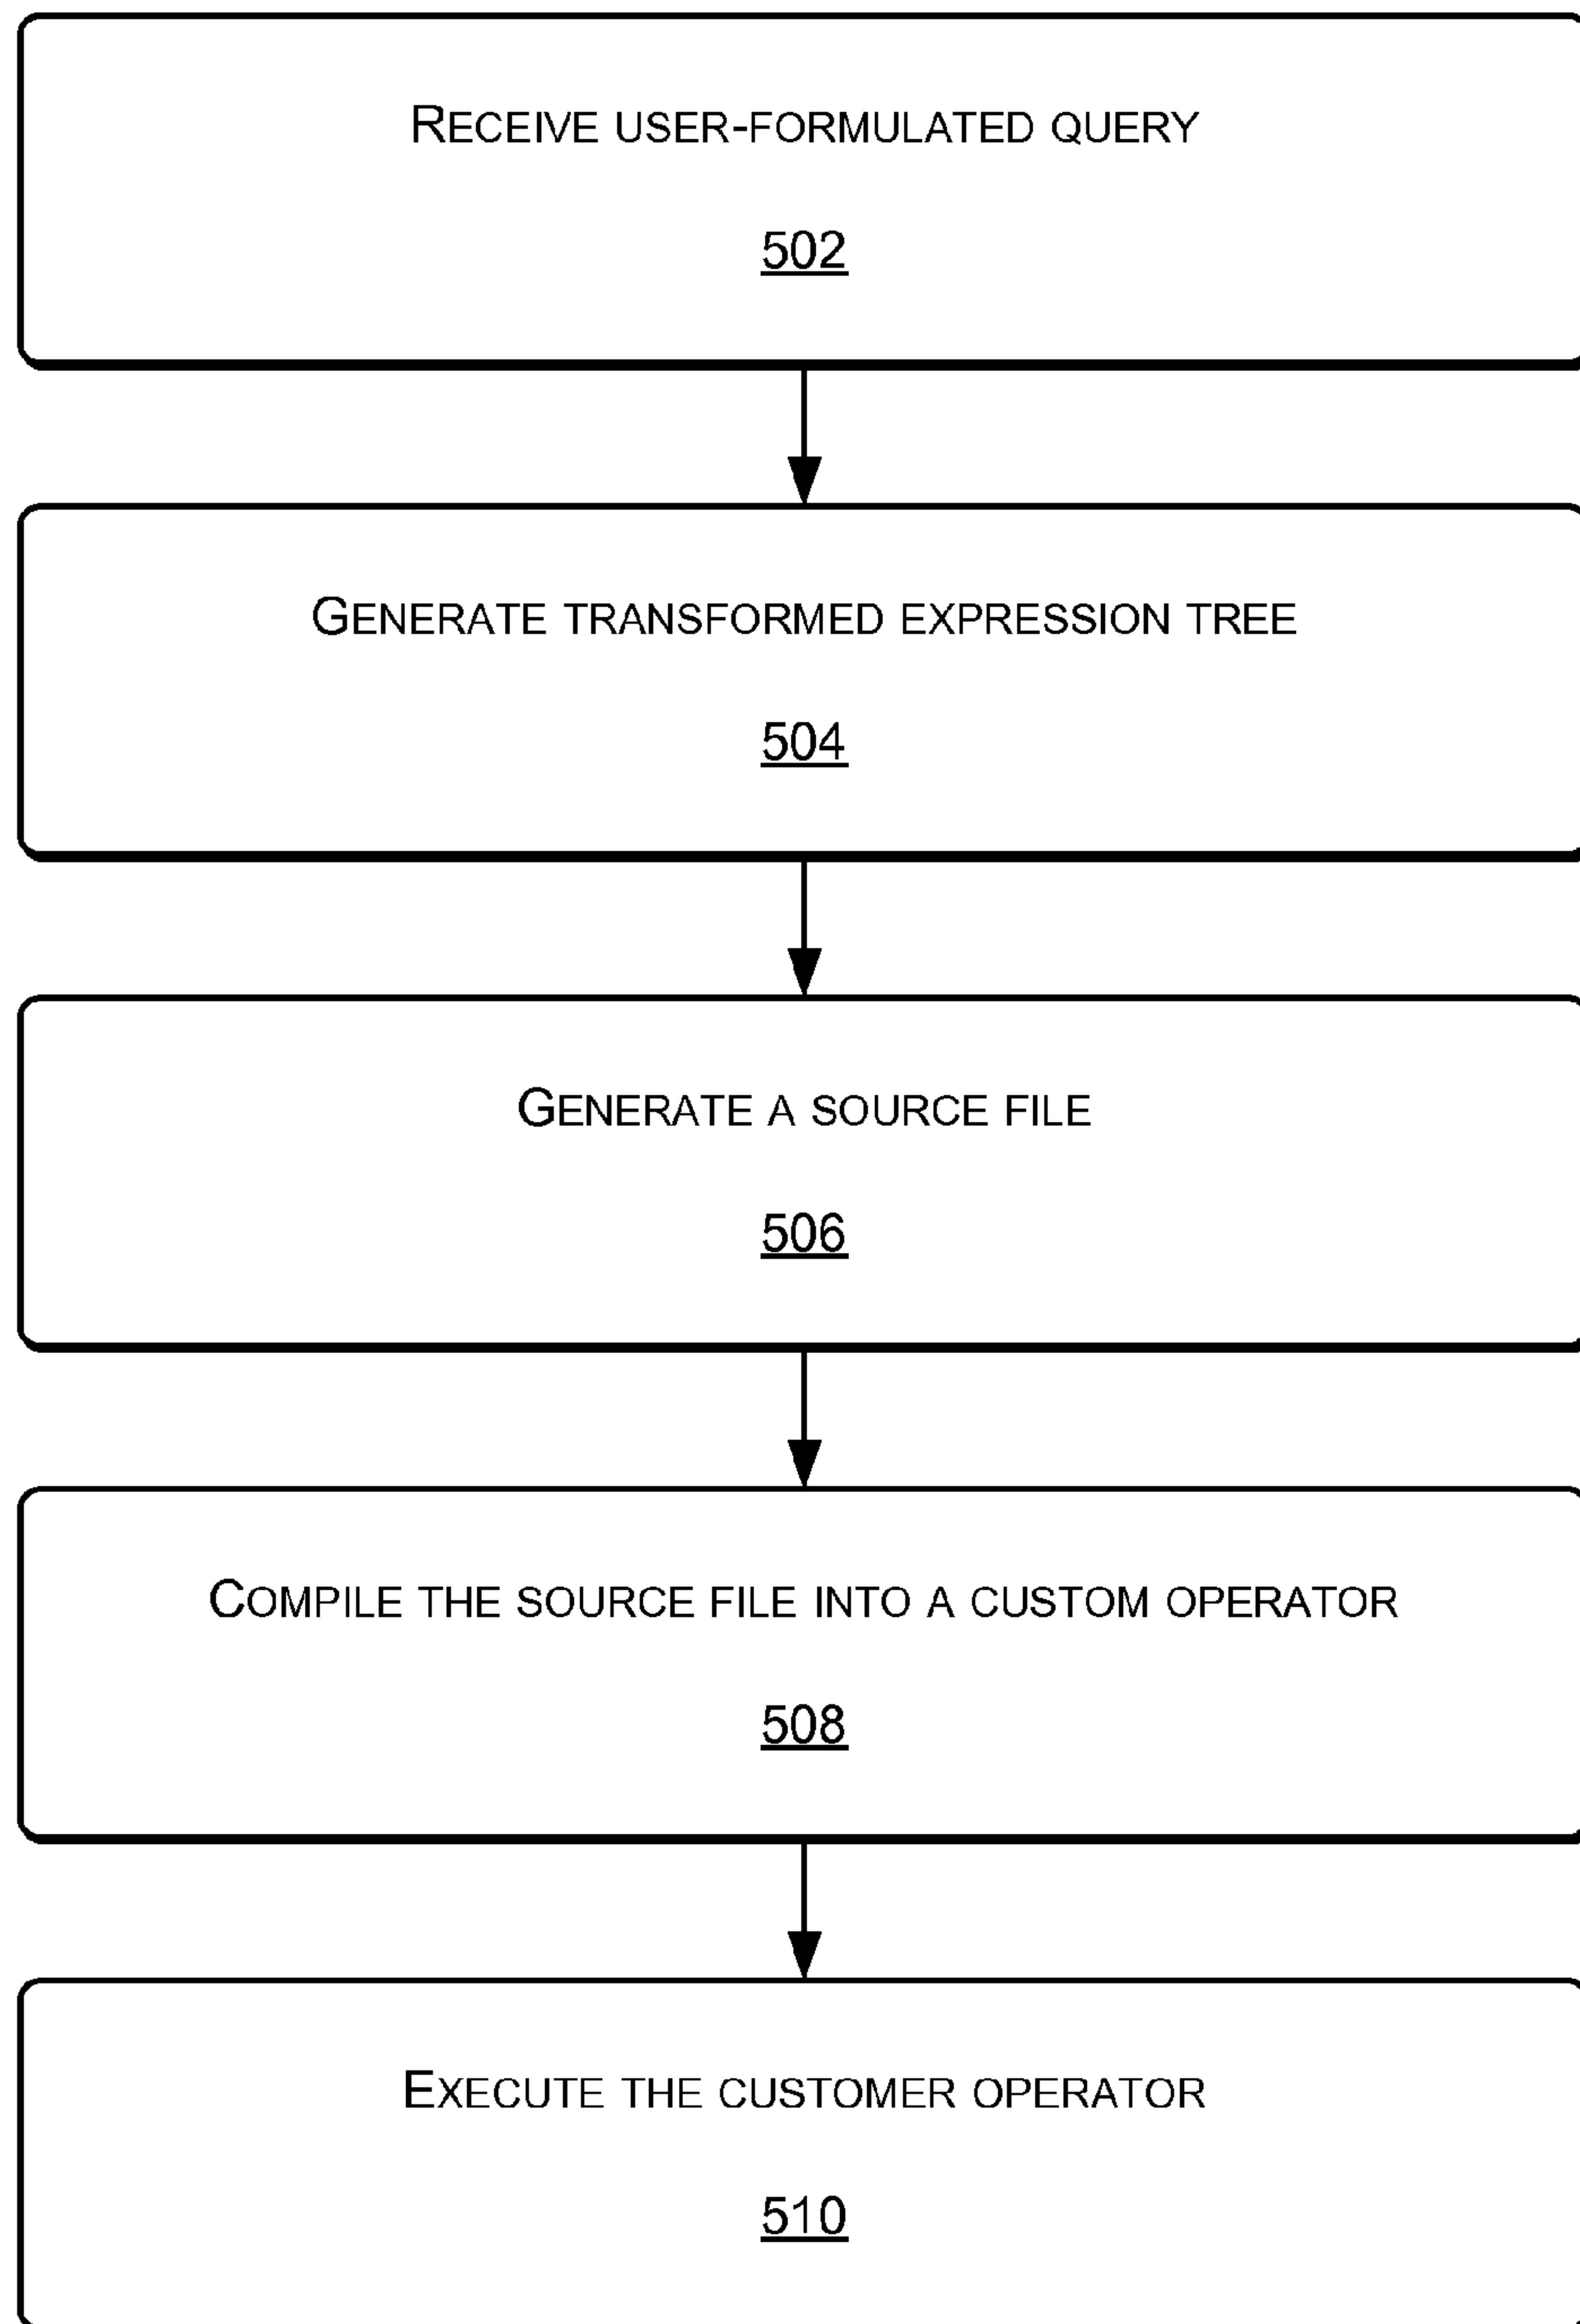 Receive user-formulated query
502
Generate transformed expression tree
504
Generate a source file
506
Compile the source file into a custom operator
508
Execute the customer operator
510